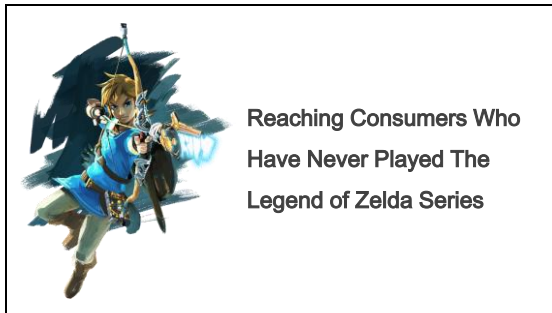 Reaching Consumers Who
Have Never Played The
Legend of Zelda Series